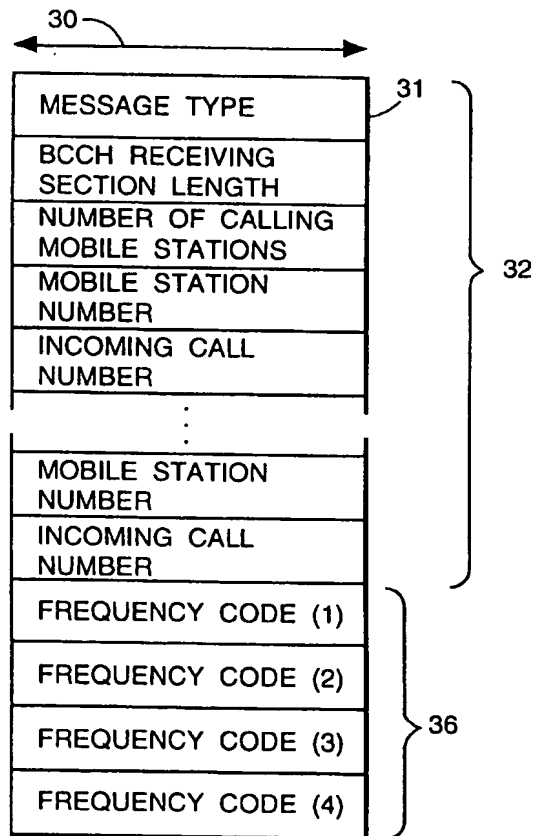 30
31
MESSAGE TYPE
BCCH RECEIVING
SECTION LENGTH
NUMBER OF CALLING
MOBILE STATIONS
32
MOBILE STATION
NUMBER
INCOMING CALL
NUMBER
MOBILE STATION
NUMBER
INCOMING CALL
NUMBER
FREQUENCY CODE (1)
FREQUENCY CODE (2)
36
FREQUENCY CODE (3)
FREQUENCY CODE (4)